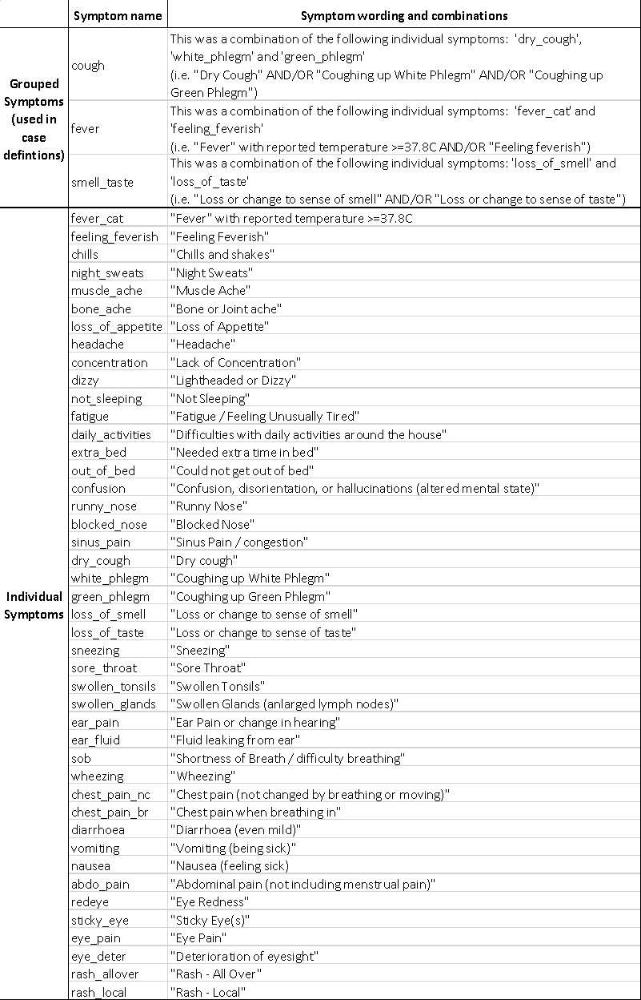 Symptom name Symptom wording and combinations
Grouped Symptoms (used in case defintions)
cough This was a combination of the following individual symptoms: 'dry_cough',
'white_phlegm' and 'green_phlegm'
(i.e. "Dry Cough" AND/OR "Coughing up White Phlegm" AND/OR "Coughing up
Green Phlegm")
fever This was a combination of the following individual symptoms: 'fever_cat' and
'feeling_feverish'
(i.e. "Fever" with reported temperature >=37.8C AND/OR "Feeling feverish")
smell_taste This was a combination of the following individual symptoms: 'loss_of_smell' and
'loss_of_taste'
(i.e. "Loss or change to sense of smell" AND/OR "Loss or change to sense of taste")
Individual Symptoms
fever_cat "Fever" with reported temperature >=37.8C
feeling_feverish "Feeling Feverish"
chills "Chills and shakes"
night_sweats "Night Sweats"
muscle_ache "Muscle Ache"
bone_ache "Bone or Joint ache"
loss_of_appetite "Loss of Appetite"
headache "Headache"
concentration "Lack of Concentration"
dizzy "Lightheaded or Dizzy"
not_sleeping "Not Sleeping"
fatigue "Fatigue / Feeling Unusually Tired"
daily_activities "Difficulties with daily activities around the house"
extra_bed "Needed extra time in bed"
out_of_bed "Could not get out of bed"
confusion "Confusion, disorientation, or hallucinations (altered mental state)"
runny_nose "Runny Nose"
blocked_nose "Blocked Nose"
sinus_pain "Sinus Pain / congestion"
dry_cough "Dry cough"
white_phlegm "Coughing up White Phlegm"
green_phlegm "Coughing up Green Phlegm"
loss_of_smell "Loss or change to sense of smell"
loss_of_taste "Loss or change to sense of taste"
sneezing "Sneezing"
sore_throat "Sore Throat"
swollen_tonsils "Swollen Tonsils"
swollen_glands "Swollen Glands (anlarged lymph nodes)"
ear_pain "Ear Pain or change in hearing"
ear_fluid "Fluid leaking from ear"
sob "Shortness of Breath / difficulty breathing"
wheezing "Wheezing"
chest_pain_nc "Chest pain (not changed by breathing or moving)"
chest_pain_br "Chest pain when breathing in"
diarrhoea "Diarrhoea (even mild)"
vomiting "Vomiting (being sick)"
nausea "Nausea (feeling sick)
abdo_pain "Abdominal pain (not including menstrual pain)"
redeye "Eye Redness"
sticky_eye "Sticky Eye(s)"
eye_pain "Eye Pain"
eye_deter "Deterioration of eyesight"
rash_allover "Rash - All Over"
rash_local "Rash - Local"